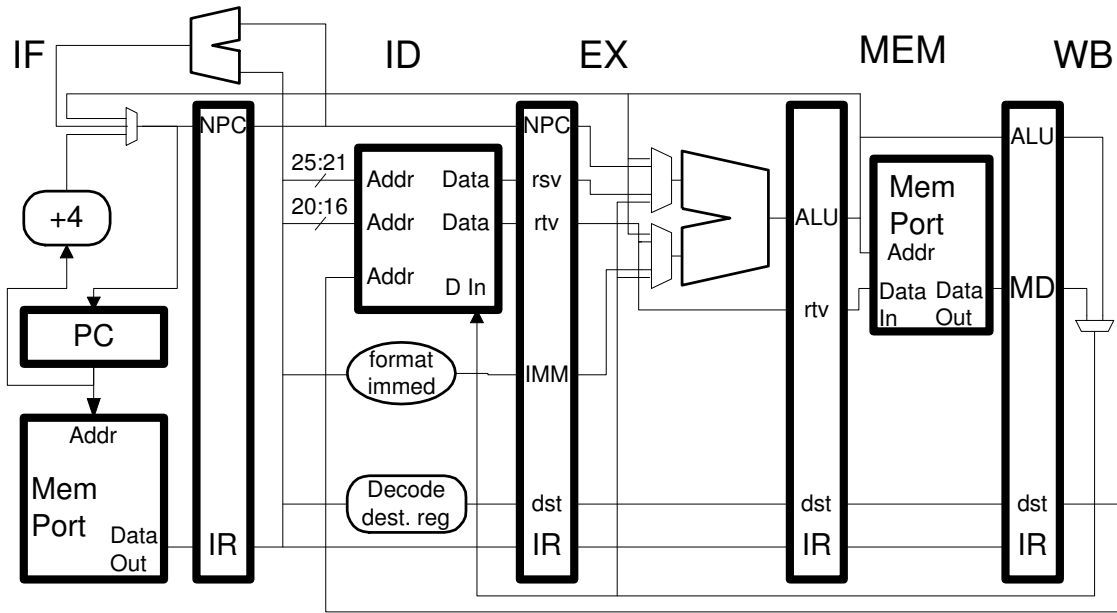 IF
ID
EX
MEM
WB
+4
PC
Addr
Mem
Port
Data
Out
NPC
IR
25:21
20:16
Addr
Data
Addr
Data
Addr
D In
format
immed
Decode
dest. reg
NPC
rsv
rtv
IMM
dst
IR
ALU
rtv
dst
IR
Mem
Port
Addr
Data
In
Data
Out
ALU
MD
dst
IR